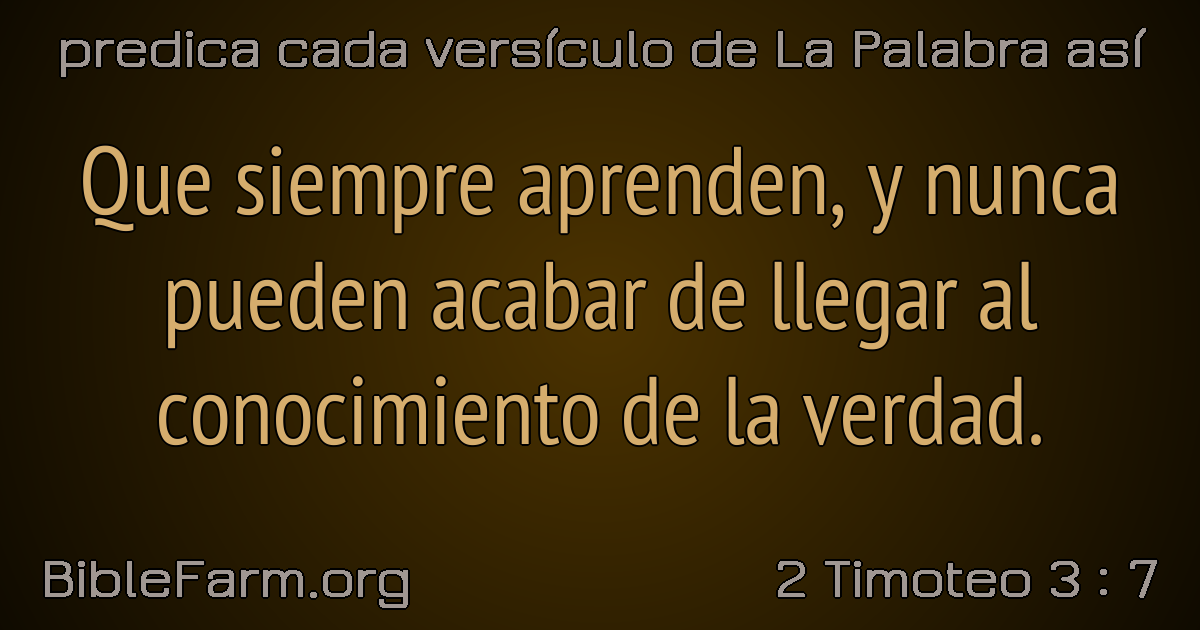 predica cada versículo de La Palabra así
Que siempre aprenden, y nunca
pueden acabar de llegar al
conocimiento de la verdad.
BibleFarm.org
2 Timoteo 3 : 7